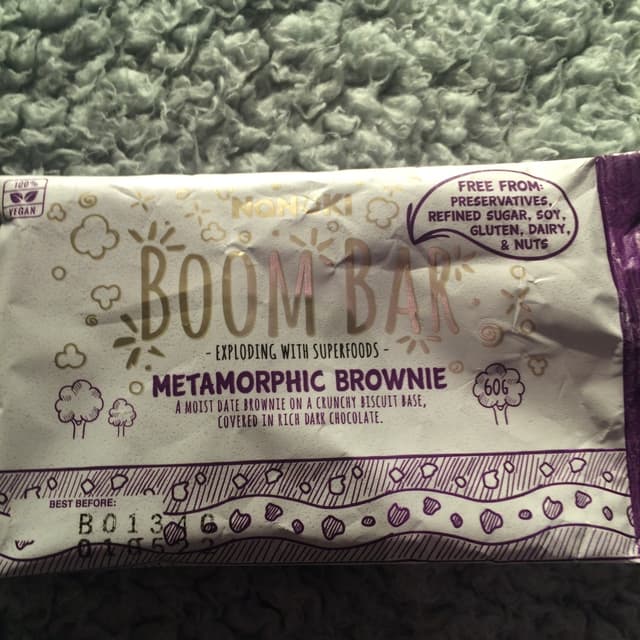 100%
VEGAN
FREE FROM:
PRESERVATIVES,
REFINED SUGAR, SOY,
GLUTEN, DAIRY,
& NUTS
BOOM BAR
- EXPLODING WITH SUPERFOODS -
METAMORPHIC BROWNIE
60G
A MOIST DATE BROWNIE ON A CRUNCHY BISCUIT BASE,
COVERED IN RICH DARK CHOCOLATE.
BEST BEFORE: